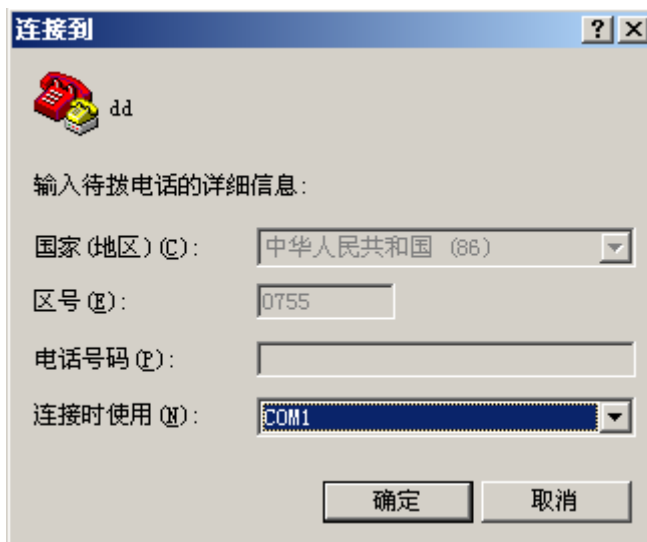 连接到
dd
输入待拨电话的详细信息:
国家(地区)(C): 中华人民共和国 (86)
区号(E): 0755
电话号码(P):
连接时使用(N): COM1
确定 取消